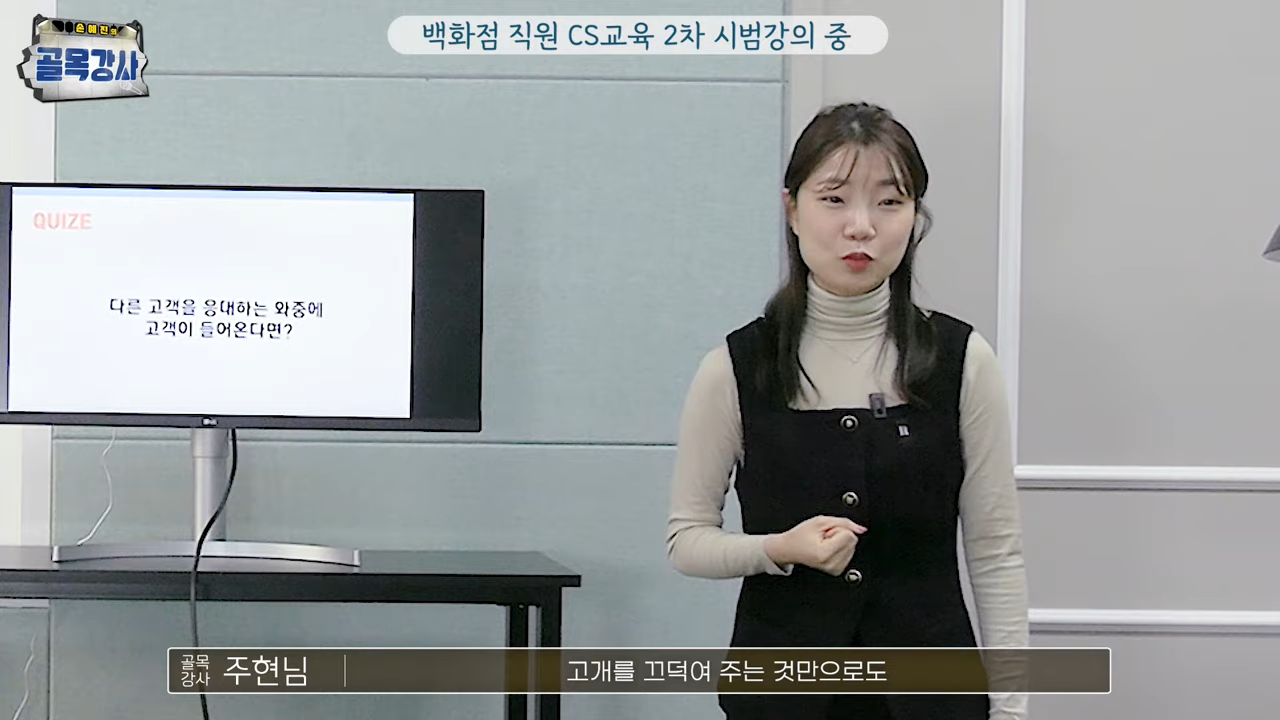 손예진의
골목강사
백화점 직원 CS교육 2차 시범강의 중
QUIZE
다른 고객을 응대하는 와중에
고객이 들어온다면?
LG
골목
강사
주현님
고개를 끄덕여 주는 것만으로도